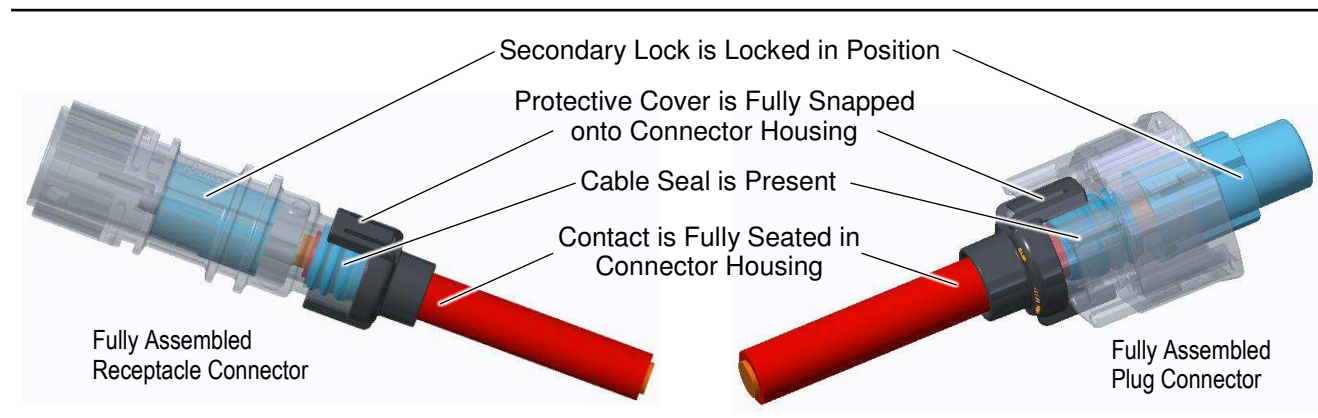 Secondary Lock is Locked in Position
Protective Cover is Fully Snapped
onto Connector Housing
Cable Seal is Present
Contact is Fully Seated in
Connector Housing
Fully Assembled
Receptacle Connector
Fully Assembled
Plug Connector